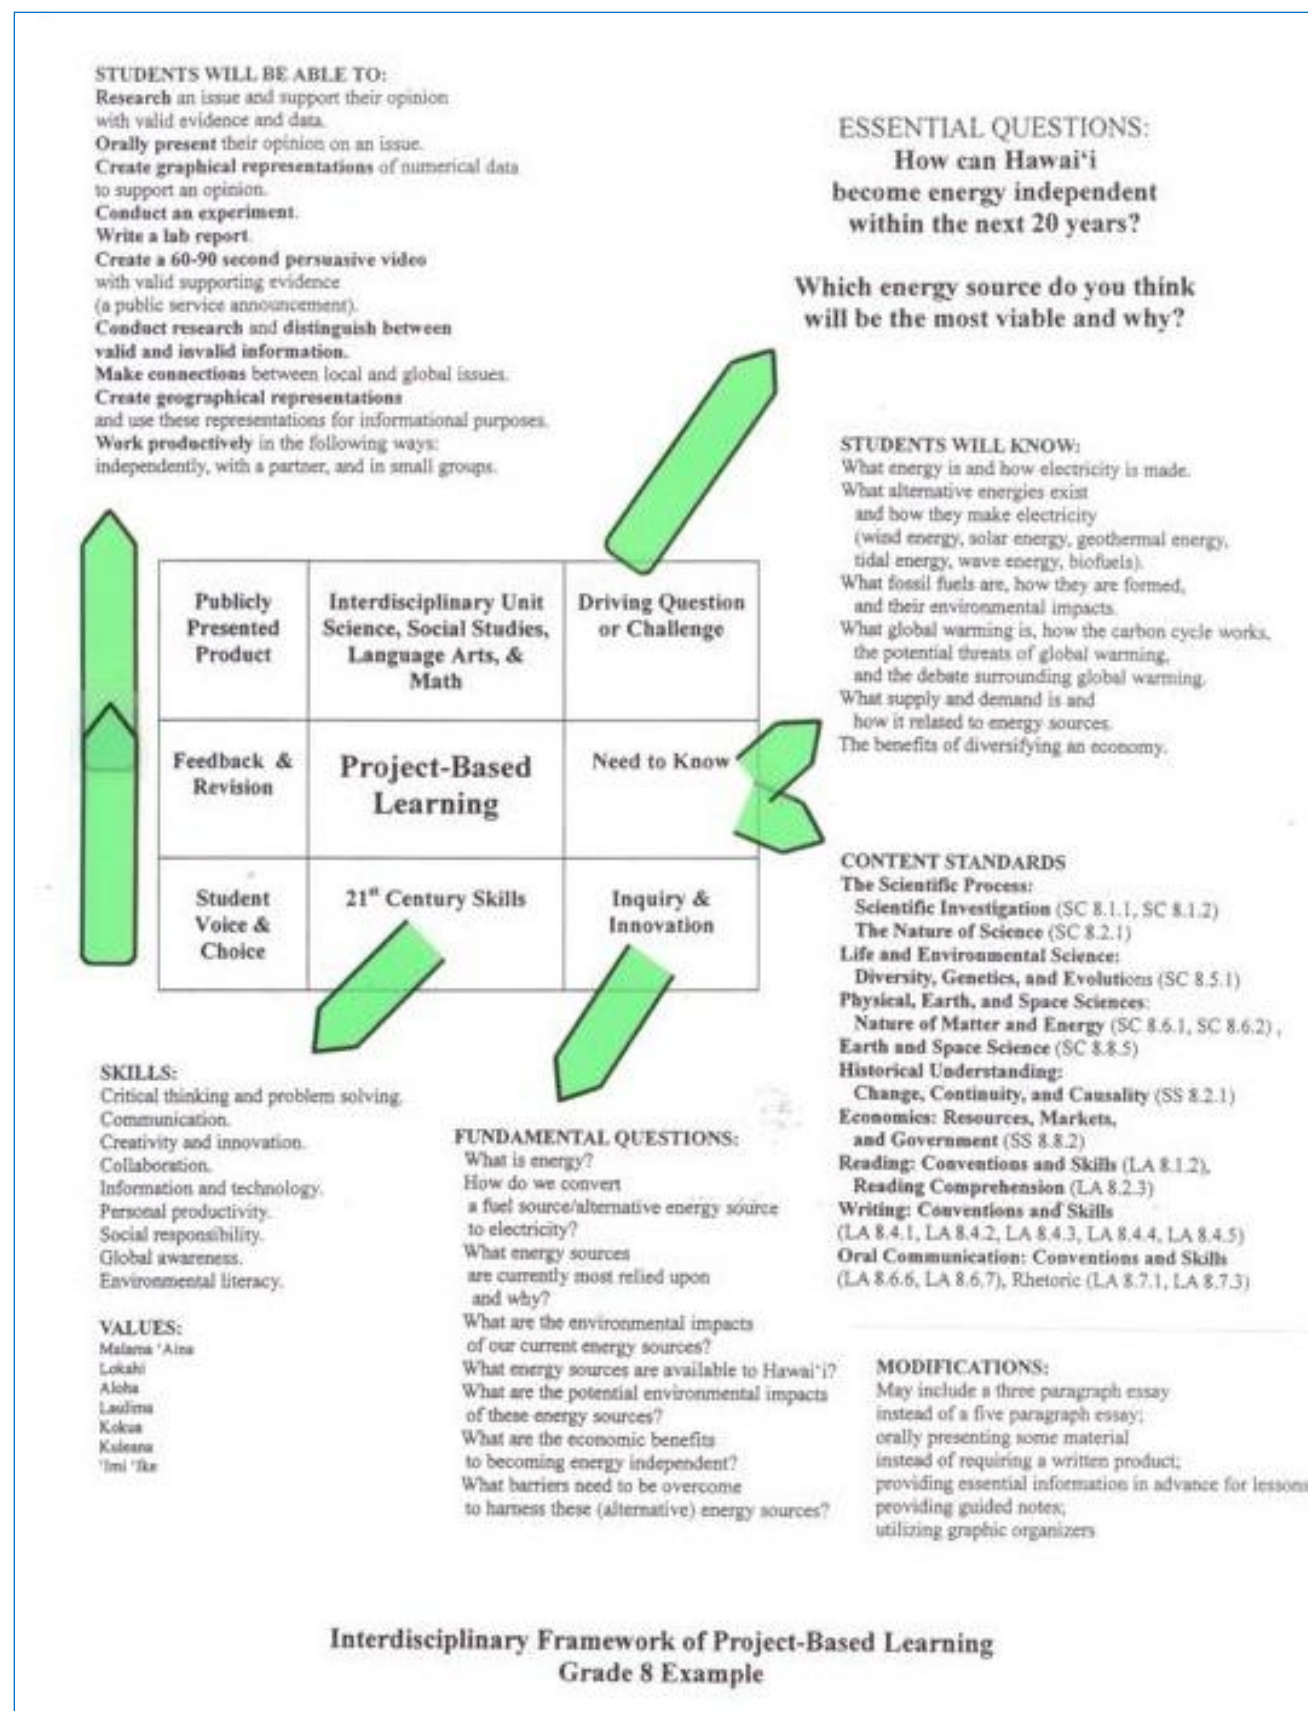 STUDENTS WILL BE ABLE TO:
Research an issue and support their opinion
with valid evidence and data.
Orally present their opinion on an issue.
Create graphical representations of numerical data
to support an opinion.
Conduct an experiment.
Write a lab report.
Create a 60-90 second persuasive video
with valid supporting evidence
(a public service announcement).
Conduct research and distinguish between
valid and invalid information.
Make connections between local and global issues.
Create geographical representations
and use these representations for informational purposes.
Work productively in the following ways:
independently, with a partner, and in small groups.
ESSENTIAL QUESTIONS:
How can Hawai‘i
become energy independent
within the next 20 years?
Which energy source do you think
will be the most viable and why?
STUDENTS WILL KNOW:
What energy is and how electricity is made.
What alternative energies exist
and how they make electricity
(wind energy, solar energy, geothermal energy,
tidal energy, wave energy, biofuels).
What fossil fuels are, how they are formed,
and their environmental impacts.
What global warming is, how the carbon cycle works,
the potential threats of global warming,
and the debate surrounding global warming.
What supply and demand is and
how it related to energy sources.
The benefits of diversifying an economy.
Publicly
Presented
Product
Interdisciplinary Unit
Science, Social Studies,
Language Arts, &
Math
Driving Question
or Challenge
Feedback &
Revision
Project-Based
Learning
Need to Know
Student
Voice &
Choice
21st Century Skills
Inquiry &
Innovation
CONTENT STANDARDS
The Scientific Process:
Scientific Investigation (SC 8.1.1, SC 8.1.2)
The Nature of Science (SC 8.2.1)
Life and Environmental Science:
Diversity, Genetics, and Evolutions (SC 8.5.1)
Physical, Earth, and Space Sciences:
Nature of Matter and Energy (SC 8.6.1, SC 8.6.2) ,
Earth and Space Science (SC 8.8.5)
Historical Understanding:
Change, Continuity, and Causality (SS 8.2.1)
Economics: Resources, Markets,
and Government (SS 8.8.2)
Reading: Conventions and Skills (LA 8.1.2),
Reading Comprehension (LA 8.2.3)
Writing: Conventions and Skills
(LA 8.4.1, LA 8.4.2, LA 8.4.3, LA 8.4.4, LA 8.4.5)
Oral Communication: Conventions and Skills
(LA 8.6.6, LA 8.6.7), Rhetoric (LA 8.7.1, LA 8.7.3)
SKILLS:
Critical thinking and problem solving.
Communication.
Creativity and innovation.
Collaboration.
Information and technology.
Personal productivity.
Social responsibility.
Global awareness.
Environmental literacy.
VALUES:
Malama ‘Aina
Lokahi
Aloha
Laulima
Kokua
Kuleana
‘Imi ‘Ike
FUNDAMENTAL QUESTIONS:
What is energy?
How do we convert
a fuel source/alternative energy source
to electricity?
What energy sources
are currently most relied upon
and why?
What are the environmental impacts
of our current energy sources?
What energy sources are available to Hawai‘i?
What are the potential environmental impacts
of these energy sources?
What are the economic benefits
to becoming energy independent?
What barriers need to be overcome
to harness these (alternative) energy sources?
MODIFICATIONS:
May include a three paragraph essay
instead of a five paragraph essay;
orally presenting some material
instead of requiring a written product;
providing essential information in advance for lessons
providing guided notes;
utilizing graphic organizers
Interdisciplinary Framework of Project-Based Learning
Grade 8 Example